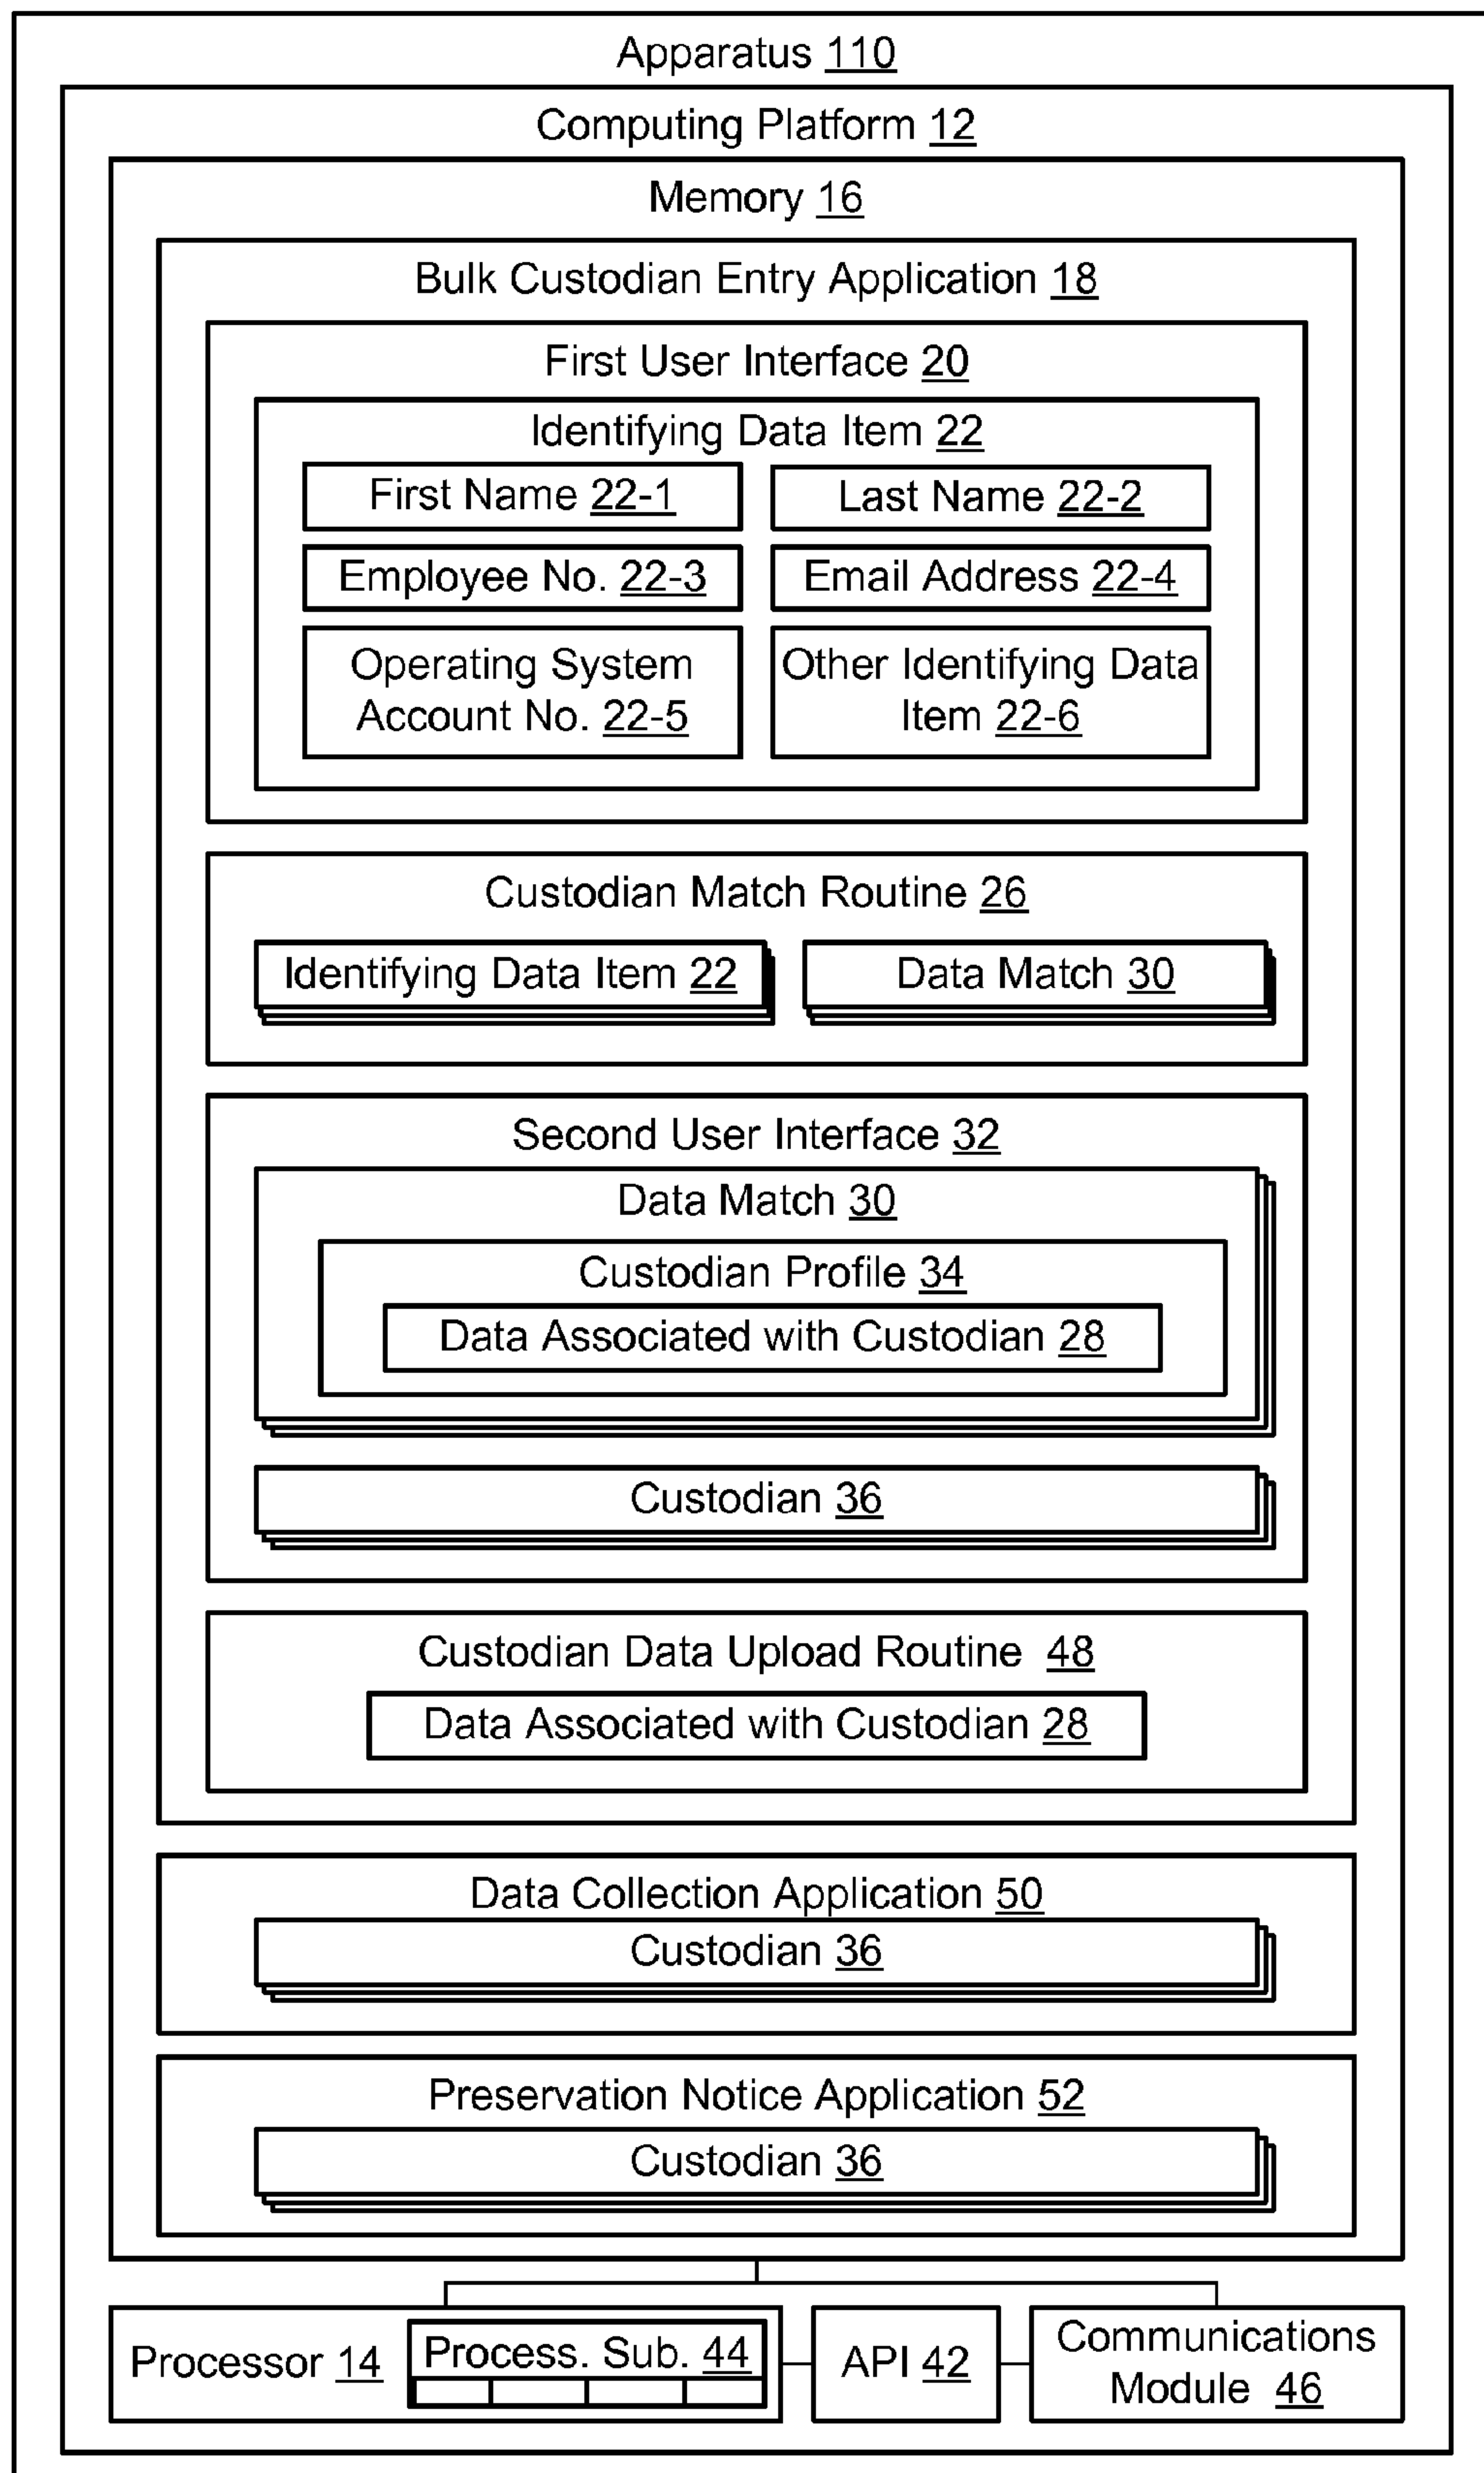 Apparatus 110
Computing Platform 12
Memory 16
Bulk Custodian Entry Application 18
First User Interface 20
Identifying Data Item 22
First Name 22-1
Last Name 22-2
Employee No. 22-3
Email Address 22-4
Operating System
Account No. 22-5
Other Identifying Data
Item 22-6
Custodian Match Routine 26
Identifying Data Item 22
Data Match 30
Second User Interface 32
Data Match 30
Custodian Profile 34
Data Associated with Custodian 28
Custodian 36
Custodian Data Upload Routine 48
Data Associated with Custodian 28
Data Collection Application 50
Custodian 36
Preservation Notice Application 52
Custodian 36
Processor 14
Process. Sub. 44
API 42
Communications
Module 46